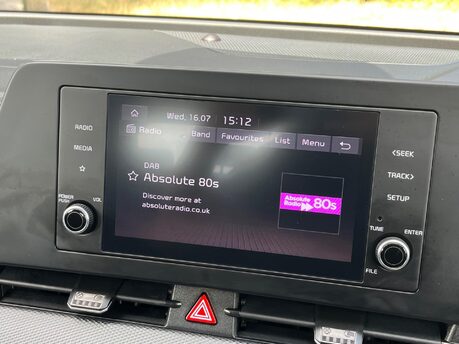 Wed, 16.07 15:12
Radio Band Favourites List Menu
DAB
Absolute 80s
Discover more at
absoluteradio.co.uk
Absolute
Radio 80s
RADIO
MEDIA
POWER
PUSH
VOL
<SEEK
TRACK>
SETUP
TUNE
ENTER
FILE